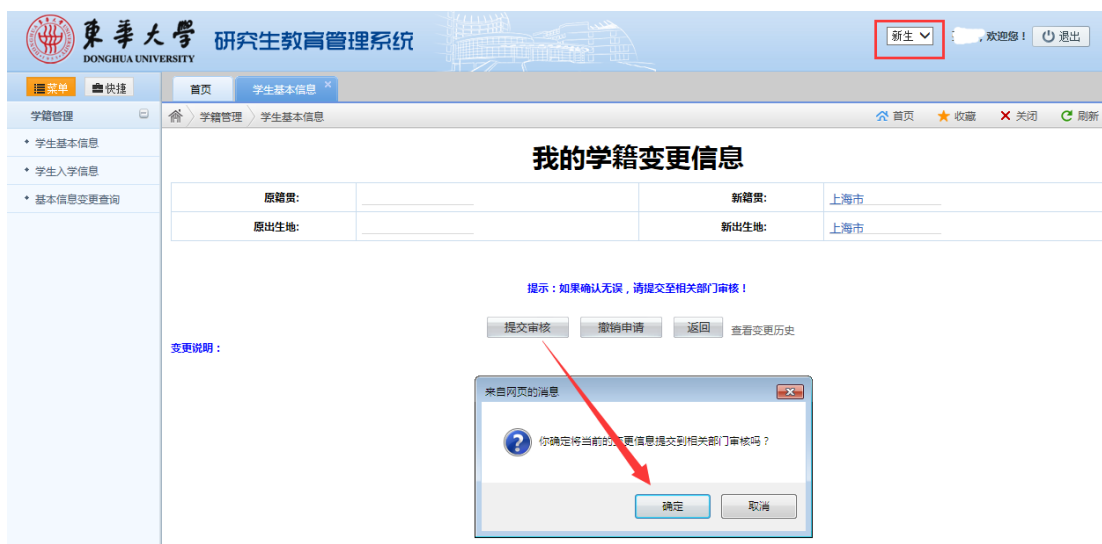 東華大學 研究生教育管理系统 新生 , 欢迎您！ 退出
DONGHUA UNIVERSITY
菜单 快捷 首页 学生基本信息 ×
学籍管理 学籍管理 学生基本信息 首页 收藏 关闭 刷新
学生基本信息
学生入学信息
基本信息变更查询
我的学籍变更信息
原籍贯: 新籍贯: 上海市
原出生地: 新出生地: 上海市
提示：如果确认无误，请提交至相关部门审核！
提交审核 撤销申请 返回 查看变更历史
变更说明：
来自网页的消息
你确定将当前的变更信息提交到相关部门审核吗？
确定 取消